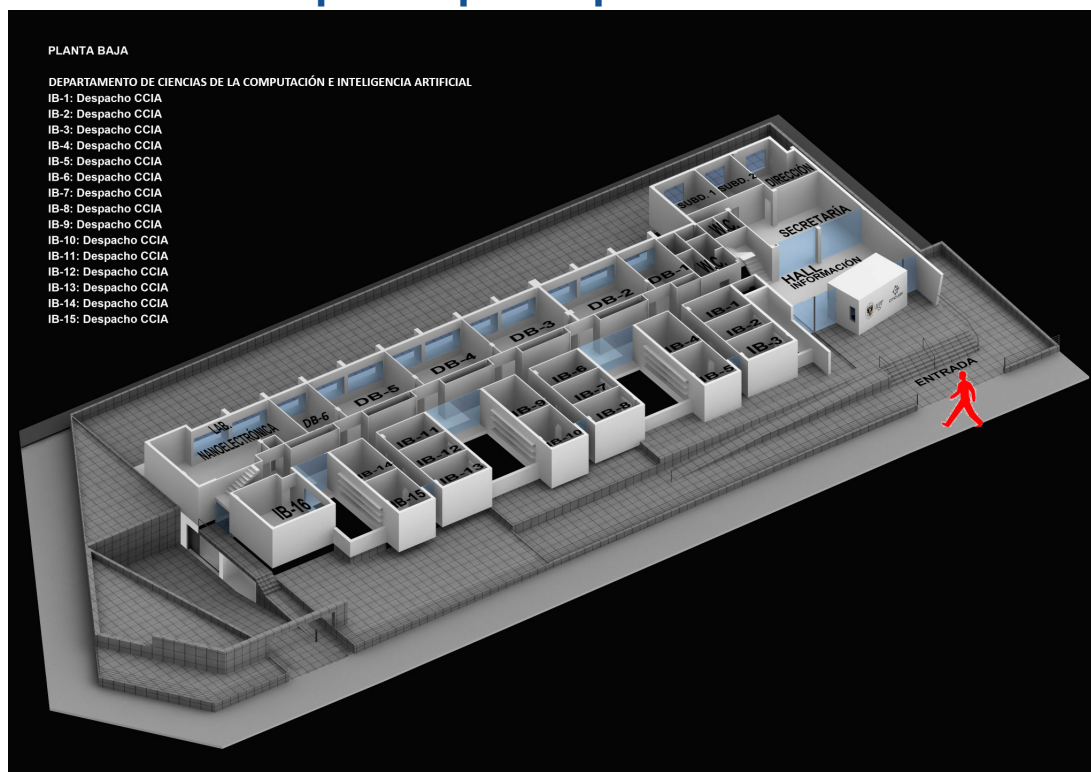 PLANTA BAJA
DEPARTAMENTO DE CIENCIAS DE LA COMPUTACIÓN E INTELIGENCIA ARTIFICIAL
IB-1: Despacho CCIA
IB-2: Despacho CCIA
IB-3: Despacho CCIA
IB-4: Despacho CCIA
IB-5: Despacho CCIA
IB-6: Despacho CCIA
IB-7: Despacho CCIA
IB-8: Despacho CCIA
IB-9: Despacho CCIA
IB-10: Despacho CCIA
IB-11: Despacho CCIA
IB-12: Despacho CCIA
IB-13: Despacho CCIA
IB-14: Despacho CCIA
IB-15: Despacho CCIA
SUBD. 1
SUBD. 2
DIRECCIÓN
W.C
SECRETARÍA
W.C.
HALL
INFORMACIÓN
DB-1
DB-2
DB-3
DB-4
DB-5
DB-6
LAB.
NANOELECTRÓNICA
IB-1
IB-2
IB-3
IB-4
IB-5
IB-6
IB-7
IB-8
IB-9
IB-10
IB-11
IB-12
IB-13
IB-14
IB-15
IB-16
ENTRADA